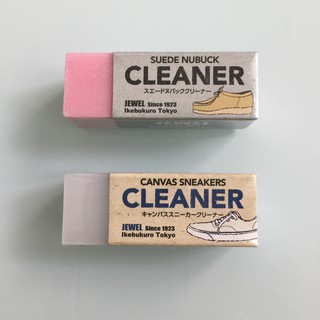 SUEDE NUBUCK
CLEANER
スエードヌバッククリーナー
JEWEL Since 1923
Ikebukuro Tokyo
CANVAS SNEAKERS
CLEANER
キャンバススニーカークリーナー
JEWEL Since 1923
Ikebukuro Tokyo